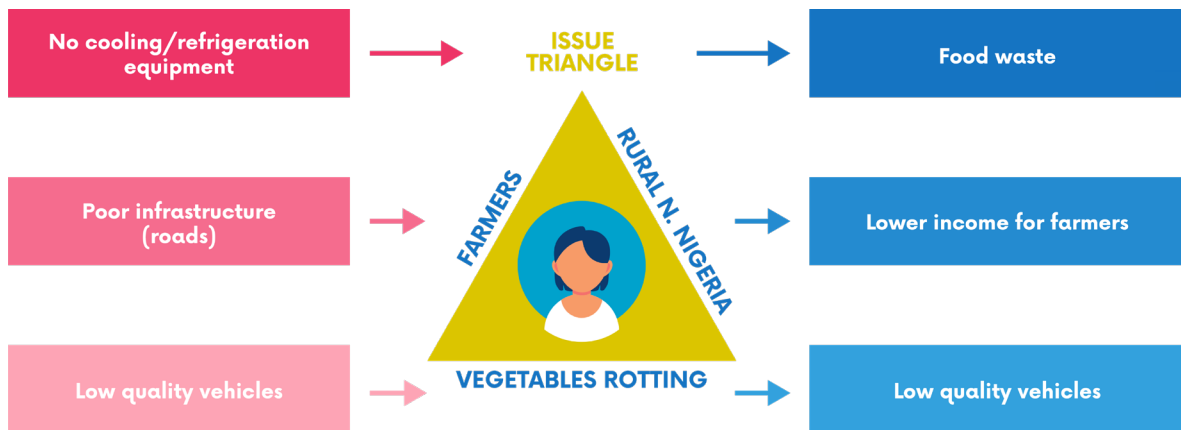 No cooling/refrigeration
equipment
ISSUE
TRIANGLE
Food waste
Poor infrastructure
(roads)
FARMERS
RURAL N. NIGERIA
Lower income for farmers
Low quality vehicles
VEGETABLES ROTTING
Low quality vehicles